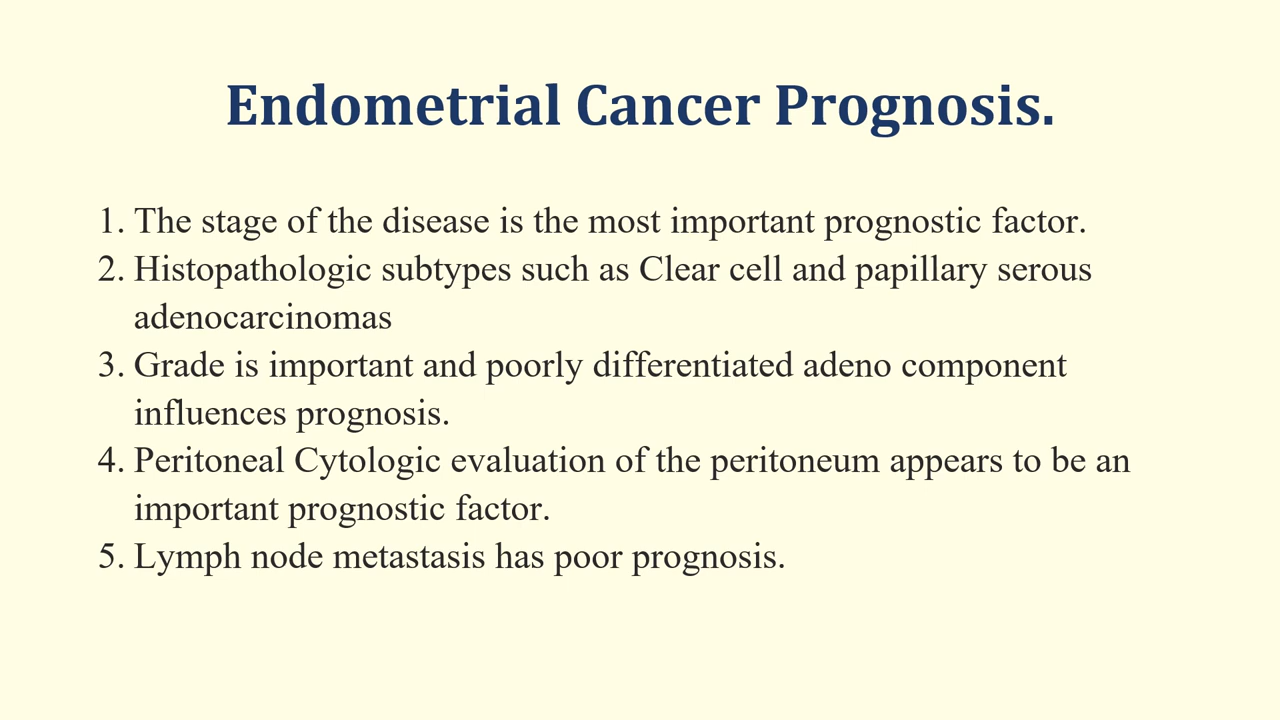 Endometrial Cancer Prognosis.
1. The stage of the disease is the most important prognostic factor.
2. Histopathologic subtypes such as Clear cell and papillary serous
adenocarcinomas
3. Grade is important and poorly differentiated adeno component
influences prognosis.
4. Peritoneal Cytologic evaluation of the peritoneum appears to be an
important prognostic factor.
5. Lymph node metastasis has poor prognosis.